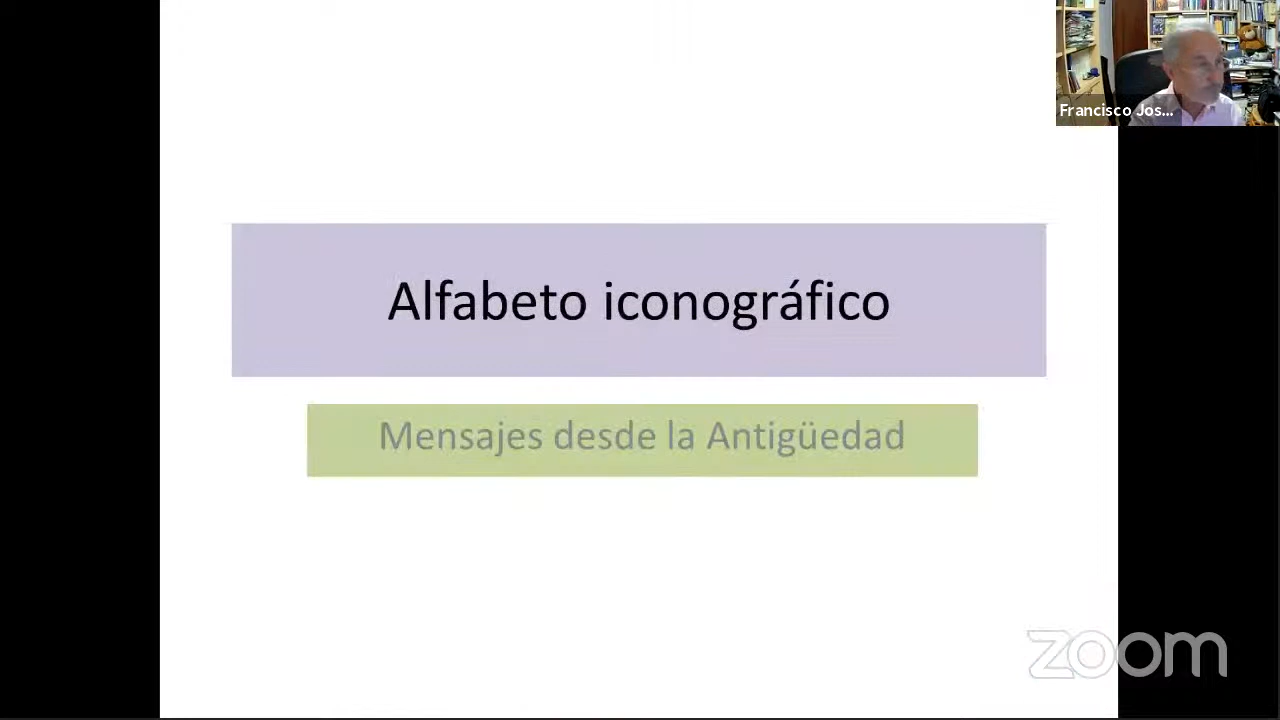 Francisco Jos...
Alfabeto iconográfico
Mensajes desde la Antigüedad
zoom